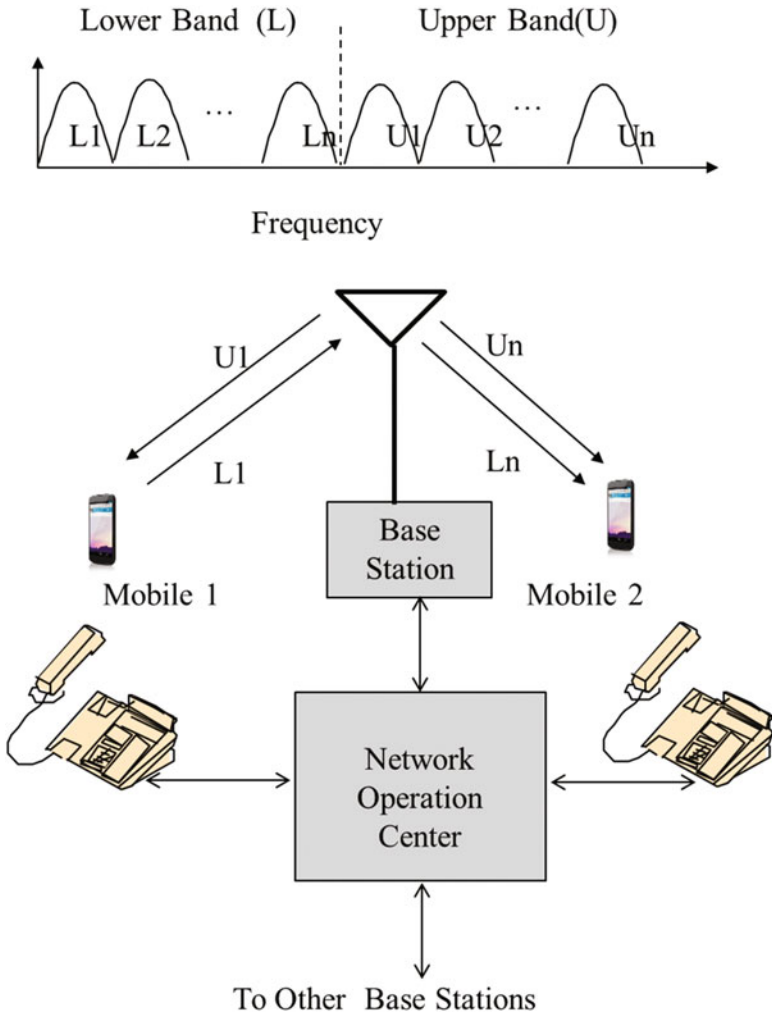 Lower Band (L)
Upper Band(U)
L1
L2
...
Ln
U1
U2
...
Un
Frequency
U1
L1
Un
Ln
Base
Station
Mobile 1
Mobile 2
Network
Operation
Center
To Other Base Stations